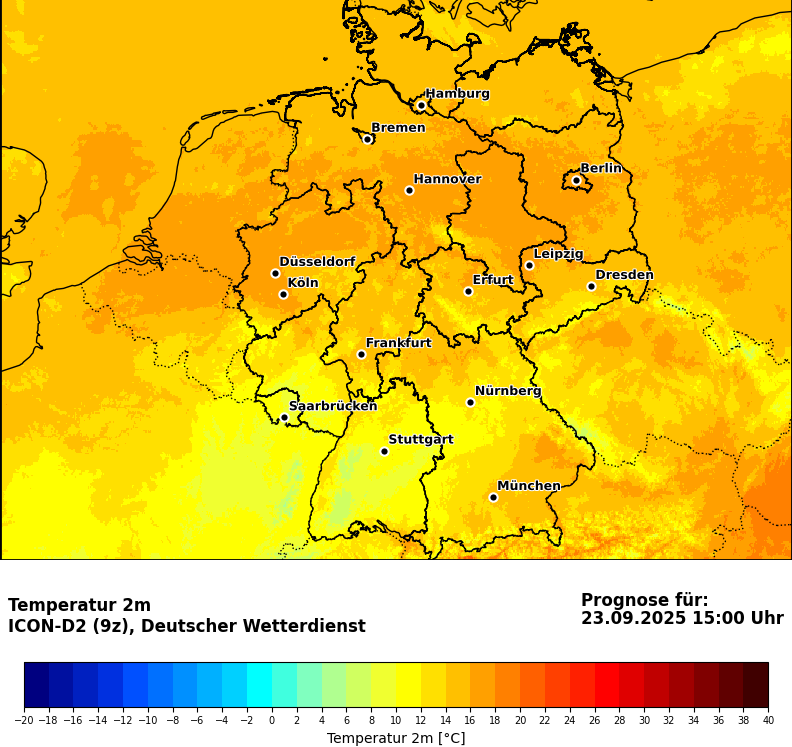 Hamburg
Bremen
Berlin
Hannover
Leipzig
Düsseldorf
Dresden
Köln
Erfurt
Frankfurt
Nürnberg
Saarbrücken
Stuttgart
München
Temperatur 2m
ICON-D2 (9z), Deutscher Wetterdienst
Prognose für:
23.09.2025 15:00 Uhr
−20 −18 −16 −14 −12 −10 −8 −6 −4 −2 0 2 4 6 8 10 12 14 16 18 20 22 24 26 28 30 32 34 36 38 40
Temperatur 2m [°C]